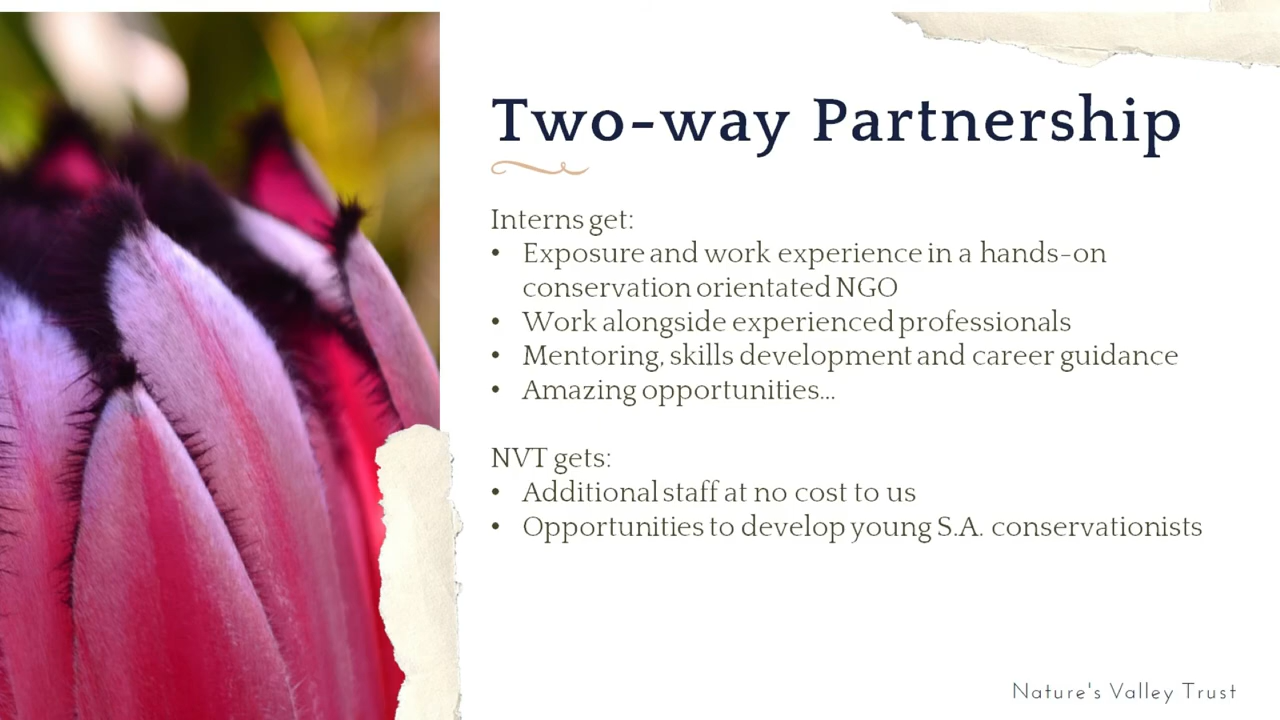 Two-way Partnership
Interns get:
• Exposure and work experience in a hands-on
conservation orientated NGO
• Work alongside experienced professionals
• Mentoring, skills development and career guidance
• Amazing opportunities...
NVT gets:
• Additional staff at no cost to us
• Opportunities to develop young S.A. conservationists
Nature's Valley Trust